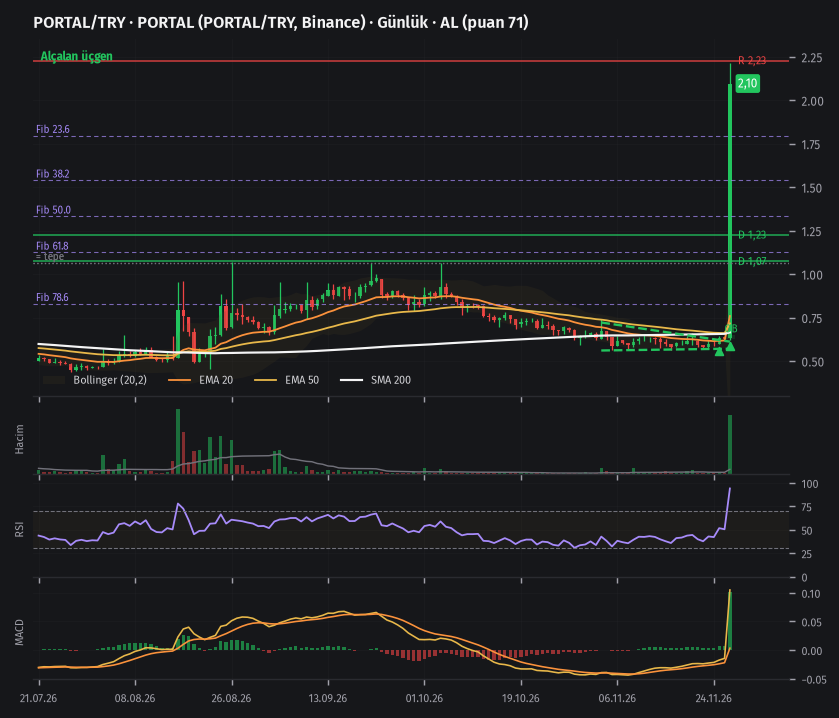 PORTAL/TRY · PORTAL (PORTAL/TRY, Binance) · Günlük · AL (puan 71)
Alçalan üçgen
R 2,23
2.25
2,10
2.00
Fib 23.6
1.75
Fib 38.2
1.50
Fib 50.0
D 1,23
1.25
Fib 61.8
= tepe
D 1,07
1.00
Fib 78.6
0.75
0.50
Bollinger (20,2) EMA 20 EMA 50 SMA 200
Hacim
RSI
100
75
50
25
0
MACD
0.10
0.05
0.00
−0.05
21.07.26 08.08.26 26.08.26 13.09.26 01.10.26 19.10.26 06.11.26 24.11.26